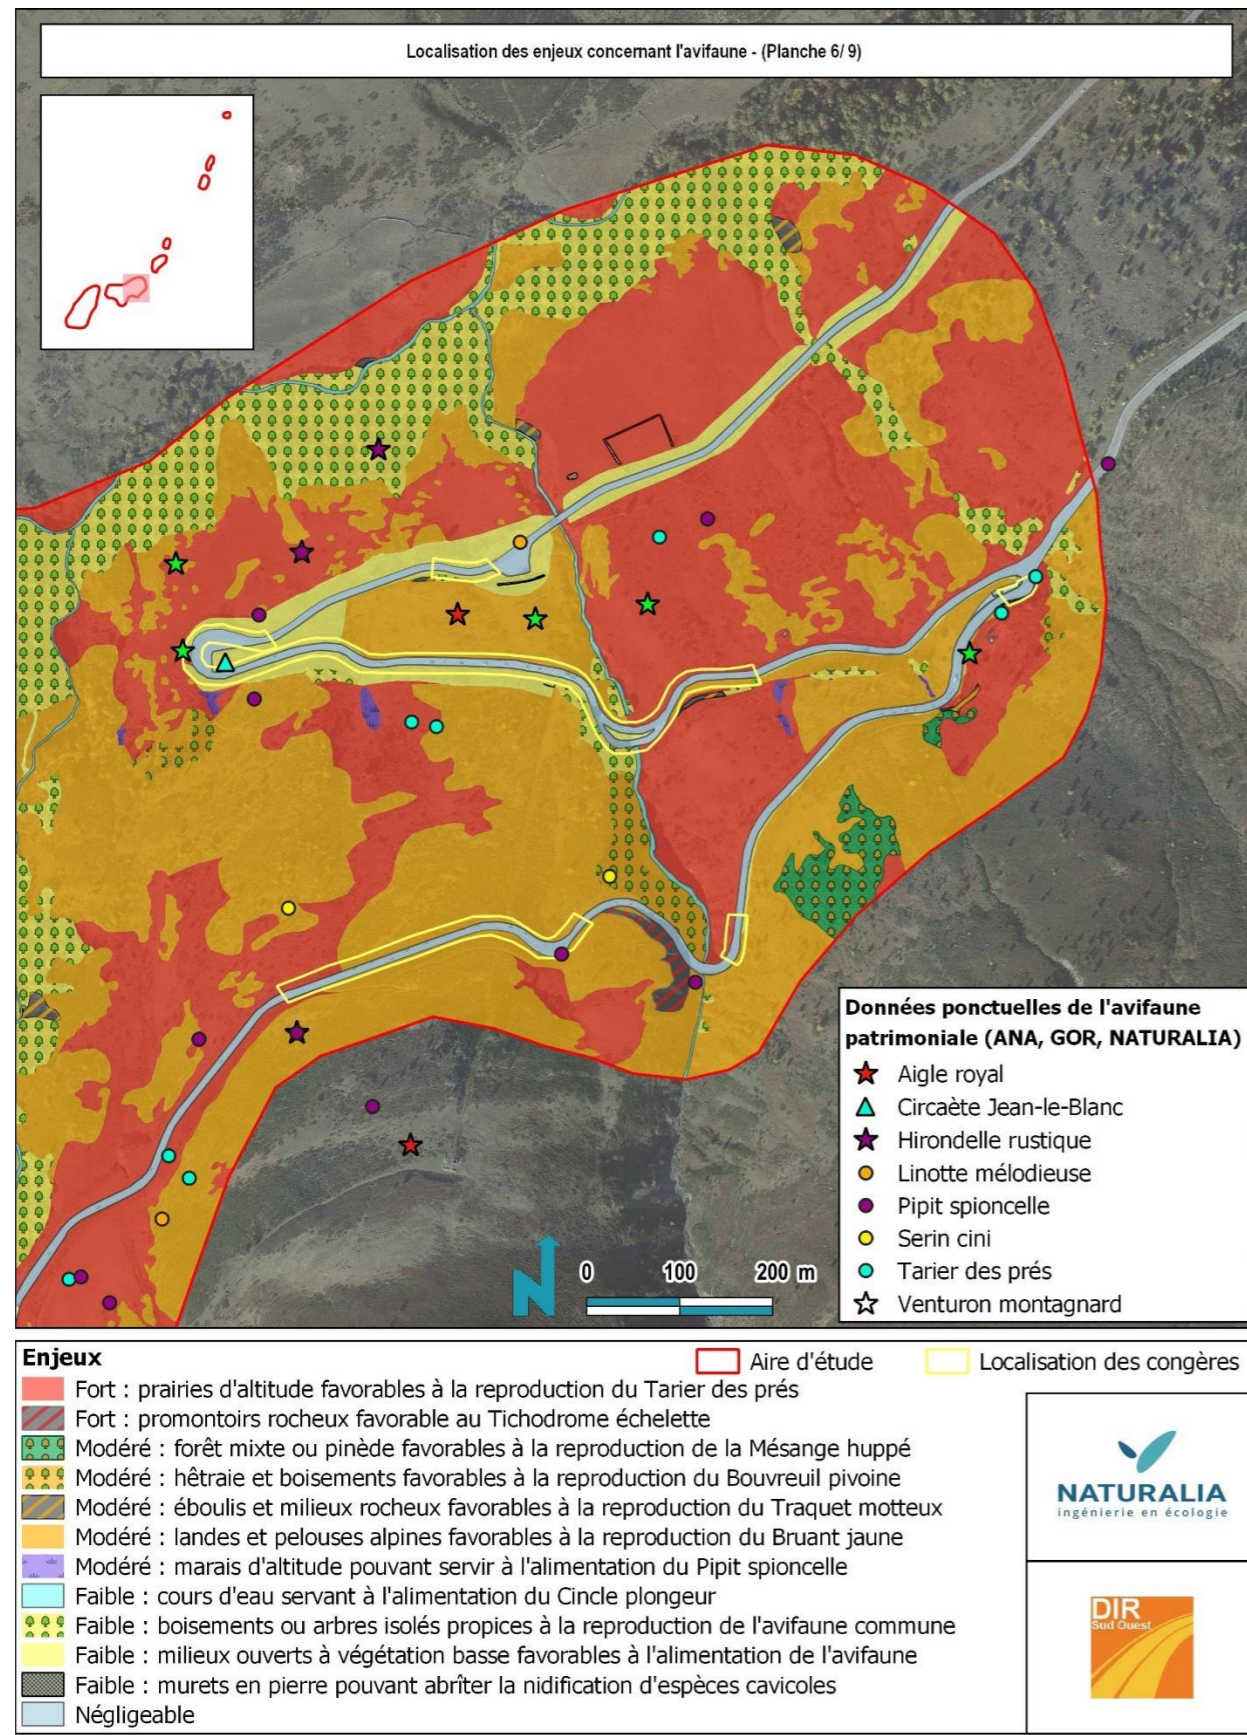 Localisation des enjeux concernant l'avifaune - (Planche 6/ 9)
Données ponctuelles de l'avifaune
patrimoniale (ANA, GOR, NATURALIA)
Aigle royal
Circaète Jean-le-Blanc
Hirondelle rustique
Linotte mélodieuse
Pipit spioncelle
Serin cini
Tarier des prés
Venturon montagnard
N
0 100 200 m
Enjeux
Aire d'étude
Localisation des congères
Fort : prairies d'altitude favorables à la reproduction du Tarier des prés
Fort : promontoirs rocheux favorable au Tichodrome échelette
Modéré : forêt mixte ou pinède favorables à la reproduction de la Mésange huppé
Modéré : hêtraie et boisements favorables à la reproduction du Bouvreuil pivoine
Modéré : éboulis et milieux rocheux favorables à la reproduction du Traquet motteux
Modéré : landes et pelouses alpines favorables à la reproduction du Bruant jaune
Modéré : marais d'altitude pouvant servir à l'alimentation du Pipit spioncelle
Faible : cours d'eau servant à l'alimentation du Cincle plongeur
Faible : boisements ou arbres isolés propices à la reproduction de l'avifaune commune
Faible : milieux ouverts à végétation basse favorables à l'alimentation de l'avifaune
Faible : murets en pierre pouvant abrîter la nidification d'espèces cavicoles
Négligeable
NATURALIA
ingénierie en écologie
DIR
Sud Ouest